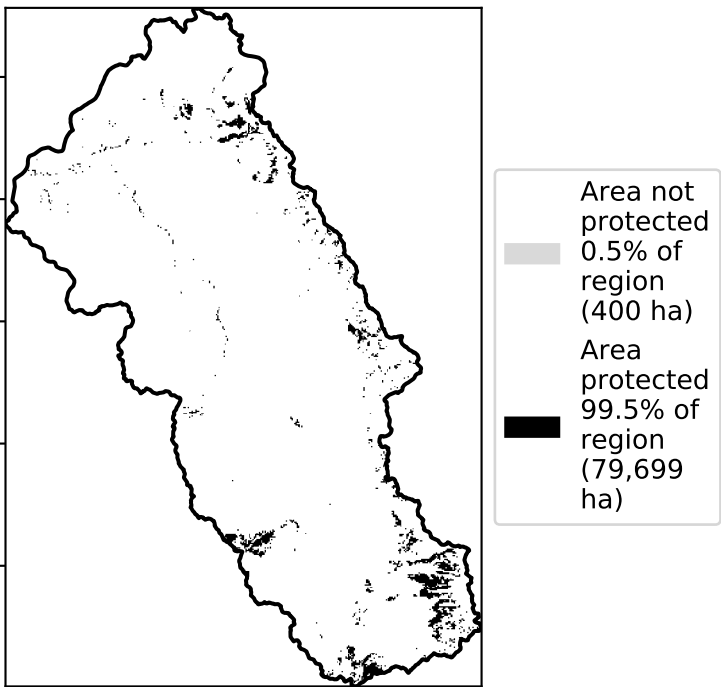 Area not
protected
0.5% of
region
(400 ha)
Area
protected
99.5% of
region
(79,699
ha)